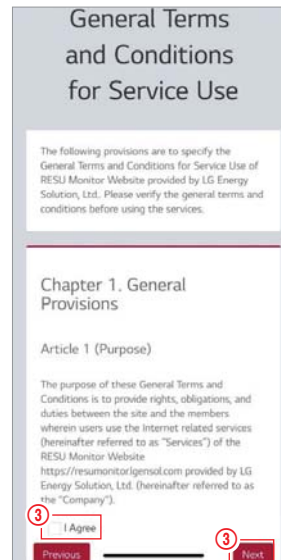 General Terms
and Conditions
for Service Use
The following provisions are to specify the
General Terms and Conditions for Service Use of
RESU Monitor Website provided by LG Energy
Solution, Ltd.. Please verify the general terms and
conditions before using the services.
Chapter 1. General
Provisions
Article 1 (Purpose)
The purpose of these General Terms and
Conditions is to provide rights, obligations, and
duties between the site and the members
wherein users use the Internet related services
(hereinafter referred to as "Services") of the
RESU Monitor Website
https://resumonitor.lgensol.com provided by LG
Energy Solution, Ltd. (hereinafter referred to as
the "Company").
③
I Agree
③
Previous
Next